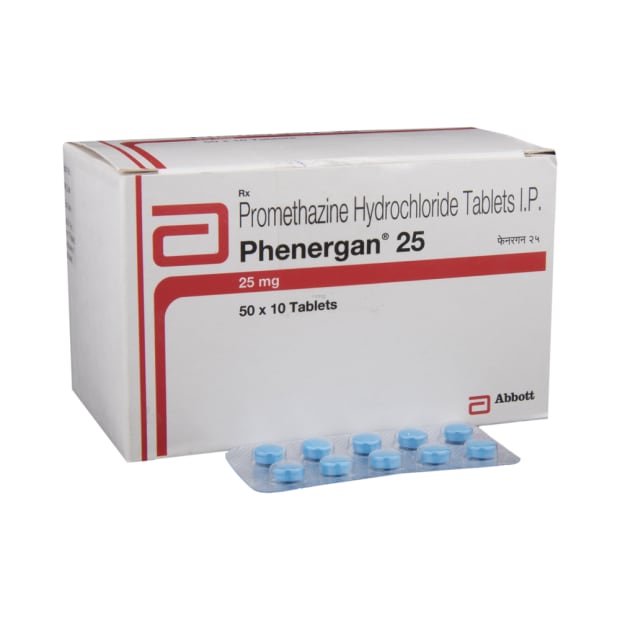 Rx
Promethazine Hydrochloride Tablets I.P.
Phenergan® 25
फेनरगन २५
25 mg
50 x 10 Tablets
Abbott